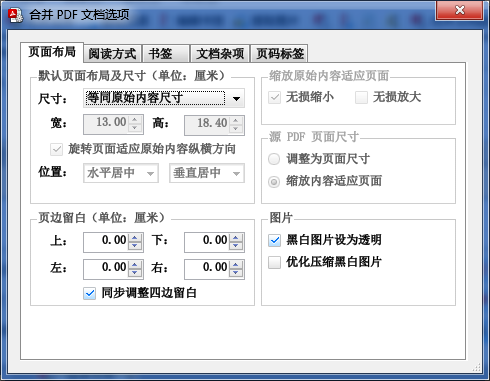 合并 PDF 文档选项
页面布局 阅读方式 书签 文档杂项 页码标签
默认页面布局及尺寸（单位：厘米）
尺寸： 等同原始内容尺寸
宽： 13.00 高： 18.40
旋转页面适应原始内容纵横方向
位置： 水平居中 垂直居中
缩放原始内容适应页面
无损缩小 无损放大
源 PDF 页面尺寸
调整为页面尺寸
缩放内容适应页面
页边留白（单位：厘米）
上： 0.00 下： 0.00
左： 0.00 右： 0.00
同步调整四边留白
图片
黑白图片设为透明
优化压缩黑白图片